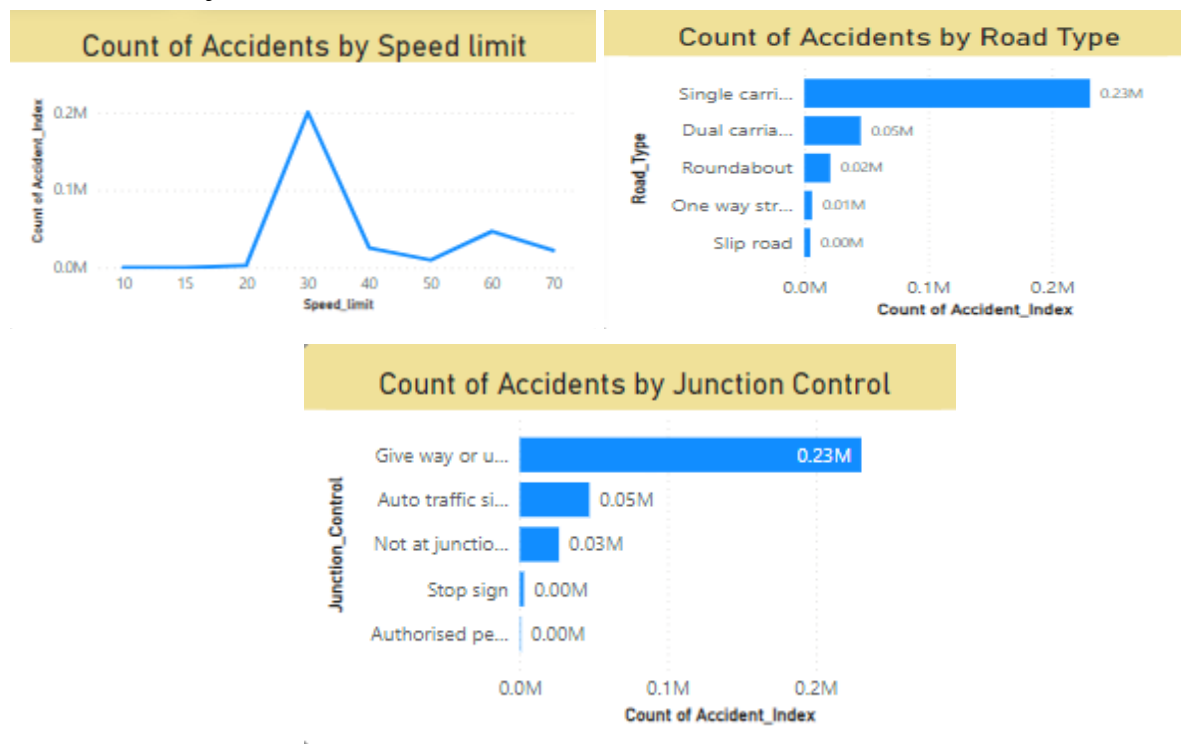 Count of Accidents by Speed limit
Count of Accident_Index
0.2M
0.1M
0.0M
10 15 20 30 40 50 60 70
Speed_limit
Count of Accidents by Road Type
Road_Type
Single carri... 0.23M
Dual carria... 0.05M
Roundabout 0.02M
One way str... 0.01M
Slip road 0.00M
0.0M 0.1M 0.2M
Count of Accident_Index
Count of Accidents by Junction Control
Junction_Control
Give way or u... 0.23M
Auto traffic si... 0.05M
Not at junctio... 0.03M
Stop sign 0.00M
Authorised pe... 0.00M
0.0M 0.1M 0.2M
Count of Accident_Index